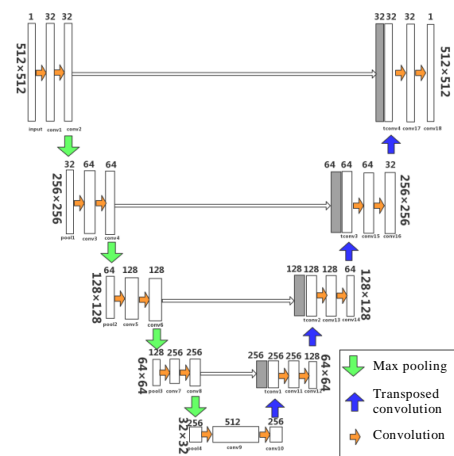 1 32 32
32 32 32 1
512×512
512×512
input conv1 conv2
tconv4 conv17 conv18
32 64 64
64 64 64 32
256×256
256×256
pool1 conv3 conv4
tconv3 conv15 conv16
64 128 128
128 128 128 64
128×128
128×128
pool2 conv5 conv6
tconv2 conv13 conv14
128 256 256
256 256 256 128
64×64
64×64
pool3 conv7 conv8
tconv1 conv11 conv12
256 512 256
32×32
pool4 conv9 conv10
Max pooling
Transposed
convolution
Convolution